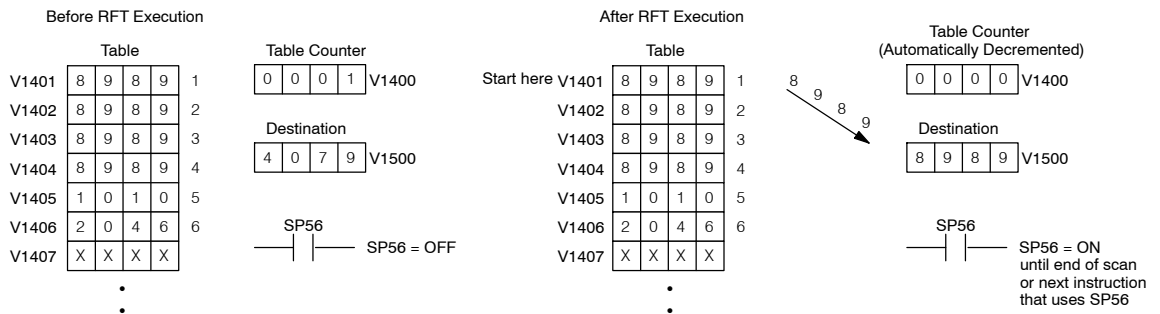 Before RFT Execution
Table
Table Counter
V1401 8 9 8 9 1
0 0 0 1 V1400
V1402 8 9 8 9 2
V1403 8 9 8 9 3
Destination
V1404 8 9 8 9 4
4 0 7 9 V1500
V1405 1 0 1 0 5
V1406 2 0 4 6 6
V1407 X X X X
SP56
SP56 = OFF
After RFT Execution
Table
Table Counter
(Automatically Decremented)
Start here V1401 8 9 8 9 1
8 9 8 9
0 0 0 0 V1400
V1402 8 9 8 9 2
V1403 8 9 8 9 3
Destination
V1404 8 9 8 9 4
8 9 8 9 V1500
V1405 1 0 1 0 5
V1406 2 0 4 6 6
V1407 X X X X
SP56
SP56 = ON
until end of scan
or next instruction
that uses SP56